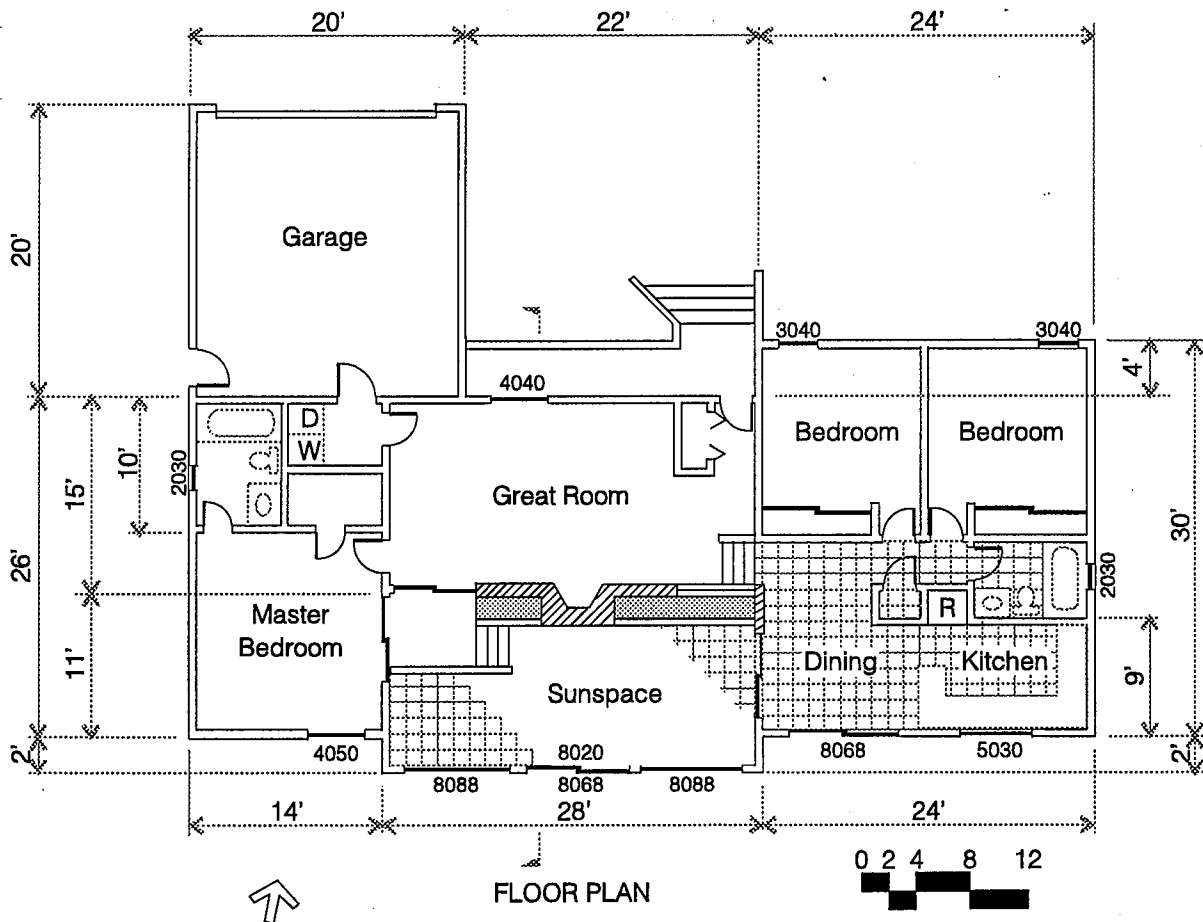 20' 22' 24'
Garage
20'
3040 3040
4'
4040
D
W
Bedroom Bedroom
2030
10'
15'
Great Room
26'
30'
2030
Master
Bedroom
R
11'
Dining Kitchen
9'
Sunspace
2' 4050 8020 8068 5030 2'
8088 8068 8088
14' 28' 24'
0 2 4 8 12
FLOOR PLAN